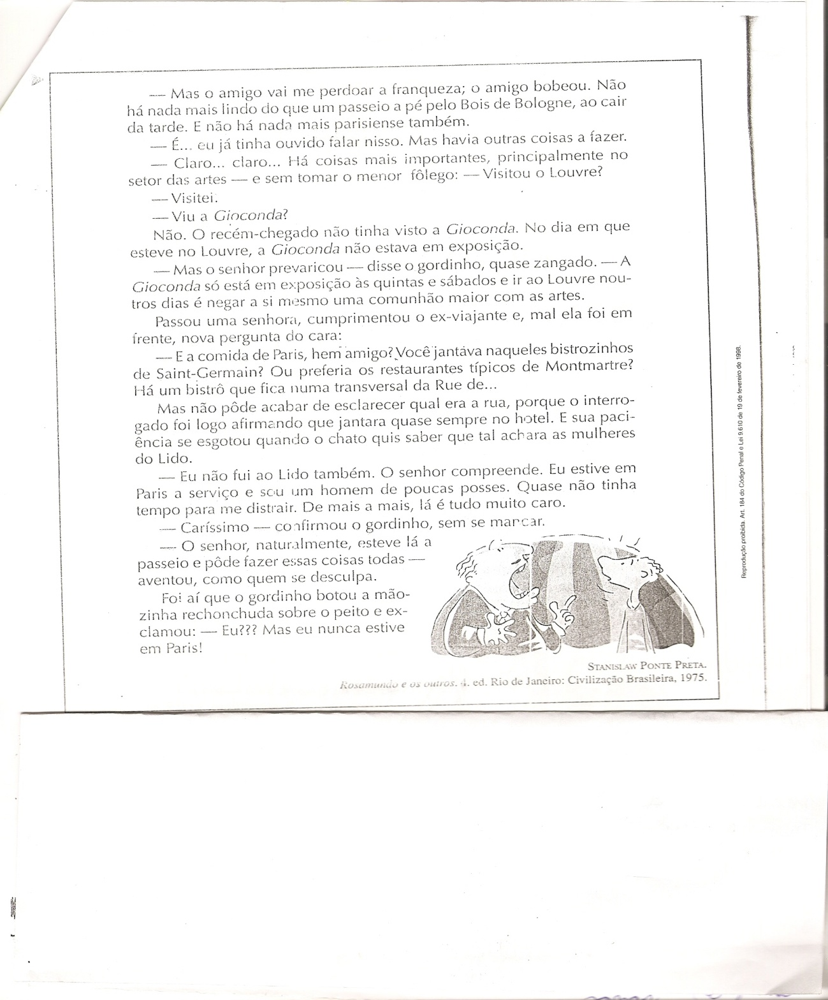 — Mas o amigo vai me perdoar a franqueza; o amigo bobeou. Não
há nada mais lindo do que um passeio a pé pelo Bois de Bologne, ao cair
da tarde. E não há nada mais parisiense também.
— É... eu já tinha ouvido falar nisso. Mas havia outras coisas a fazer.
— Claro... claro... Há coisas mais importantes, principalmente no
setor das artes — e sem tomar o menor fôlego: — Visitou o Louvre?
— Visitei.
— Viu a Gioconda?
Não. O recém-chegado não tinha visto a Gioconda. No dia em que
esteve no Louvre, a Gioconda não estava em exposição.
— Mas o senhor prevaricou — disse o gordinho, quase zangado. — A
Gioconda só está em exposição às quintas e sábados e ir ao Louvre nou-
tros dias é negar a si mesmo uma comunhão maior com as artes.
Passou uma senhora, cumprimentou o ex-viajante e, mal ela foi em
frente, nova pergunta do cara:
— E a comida de Paris, hem amigo? Você jantava naqueles bistrozinhos
de Saint-Germain? Ou preferia os restaurantes típicos de Montmartre?
Há um bistrô que fica numa transversal da Rue de...
Mas não pôde acabar de esclarecer qual era a rua, porque o interro-
gado foi logo afirmando que jantara quase sempre no hotel. E sua paci-
ência se esgotou quando o chato quis saber que tal achara as mulheres
do Lido.
— Eu não fui ao Lido também. O senhor compreende. Eu estive em
Paris a serviço e sou um homem de poucas posses. Quase não tinha
tempo para me distrair. De mais a mais, lá é tudo muito caro.
— Caríssimo — confirmou o gordinho, sem se mancar.
— O senhor, naturalmente, esteve lá a
passeio e pôde fazer essas coisas todas —
aventou, como quem se desculpa.
Foi aí que o gordinho botou a mão-
zinha rechonchuda sobre o peito e ex-
clamou: — Eu??? Mas eu nunca estive
em Paris!
STANISLAW PONTE PRETA.
Rosamundo e os outros. 4. ed. Rio de Janeiro: Civilização Brasileira, 1975.
Reprodução proibida. Art. 184 do Código Penal e Lei 9.610 de 19 de fevereiro de 1998.